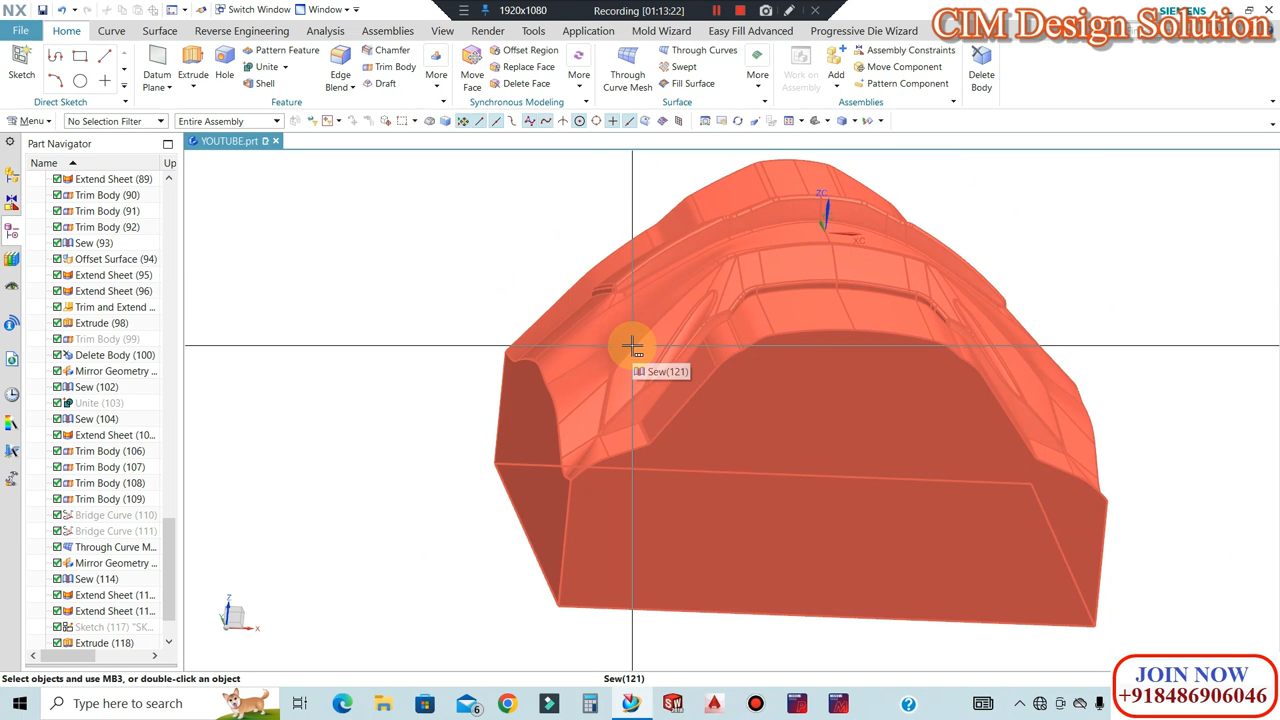 NX
Switch Window
Window
1920x1080
Recording [01:13:22]
SIEMENS
CIM Design Solution
File
Home
Curve
Surface
Reverse Engineering
Analysis
Assemblies
View
Render
Tools
Application
Mold Wizard
Easy Fill Advanced
Progressive Die Wizard
Sketch
Datum Plane
Extrude
Hole
Pattern Feature
Unite
Shell
Edge Blend
Chamfer
Trim Body
Draft
More
Move Face
Offset Region
Replace Face
Delete Face
More
Through Curve Mesh
Through Curves
Swept
Fill Surface
More
Work on Assembly
Add
Assembly Constraints
Move Component
Pattern Component
Delete Body
Direct Sketch
Feature
Synchronous Modeling
Surface
Assemblies
Menu
No Selection Filter
Entire Assembly
Part Navigator
YOUTUBE.prt
Name
Up
Extend Sheet (89)
Trim Body (90)
Trim Body (91)
Trim Body (92)
Sew (93)
Offset Surface (94)
Extend Sheet (95)
Extend Sheet (96)
Trim and Extend ...
Extrude (98)
Trim Body (99)
Delete Body (100)
Mirror Geometry ...
Sew (102)
Unite (103)
Sew (104)
Extend Sheet (10...
Trim Body (106)
Trim Body (107)
Trim Body (108)
Trim Body (109)
Bridge Curve (110)
Bridge Curve (111)
Through Curve M...
Mirror Geometry ...
Sew (114)
Extend Sheet (11...
Extend Sheet (11...
Sketch (117) "SK...
Extrude (118)
ZC
XC
Sew(121)
Z
X
Select objects and use MB3, or double-click an object
Sew(121)
Type here to search
6
JOIN NOW
+918486906046